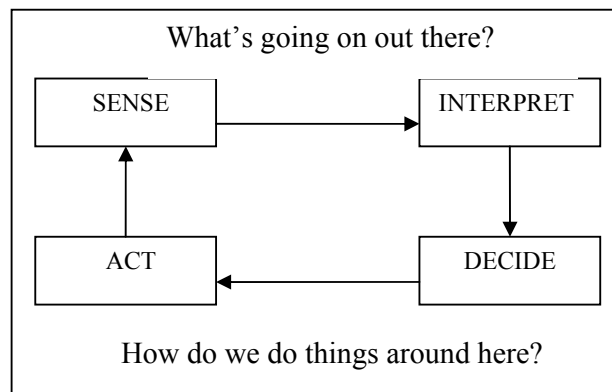 What’s going on out there?
SENSE
INTERPRET
ACT
DECIDE
How do we do things around here?